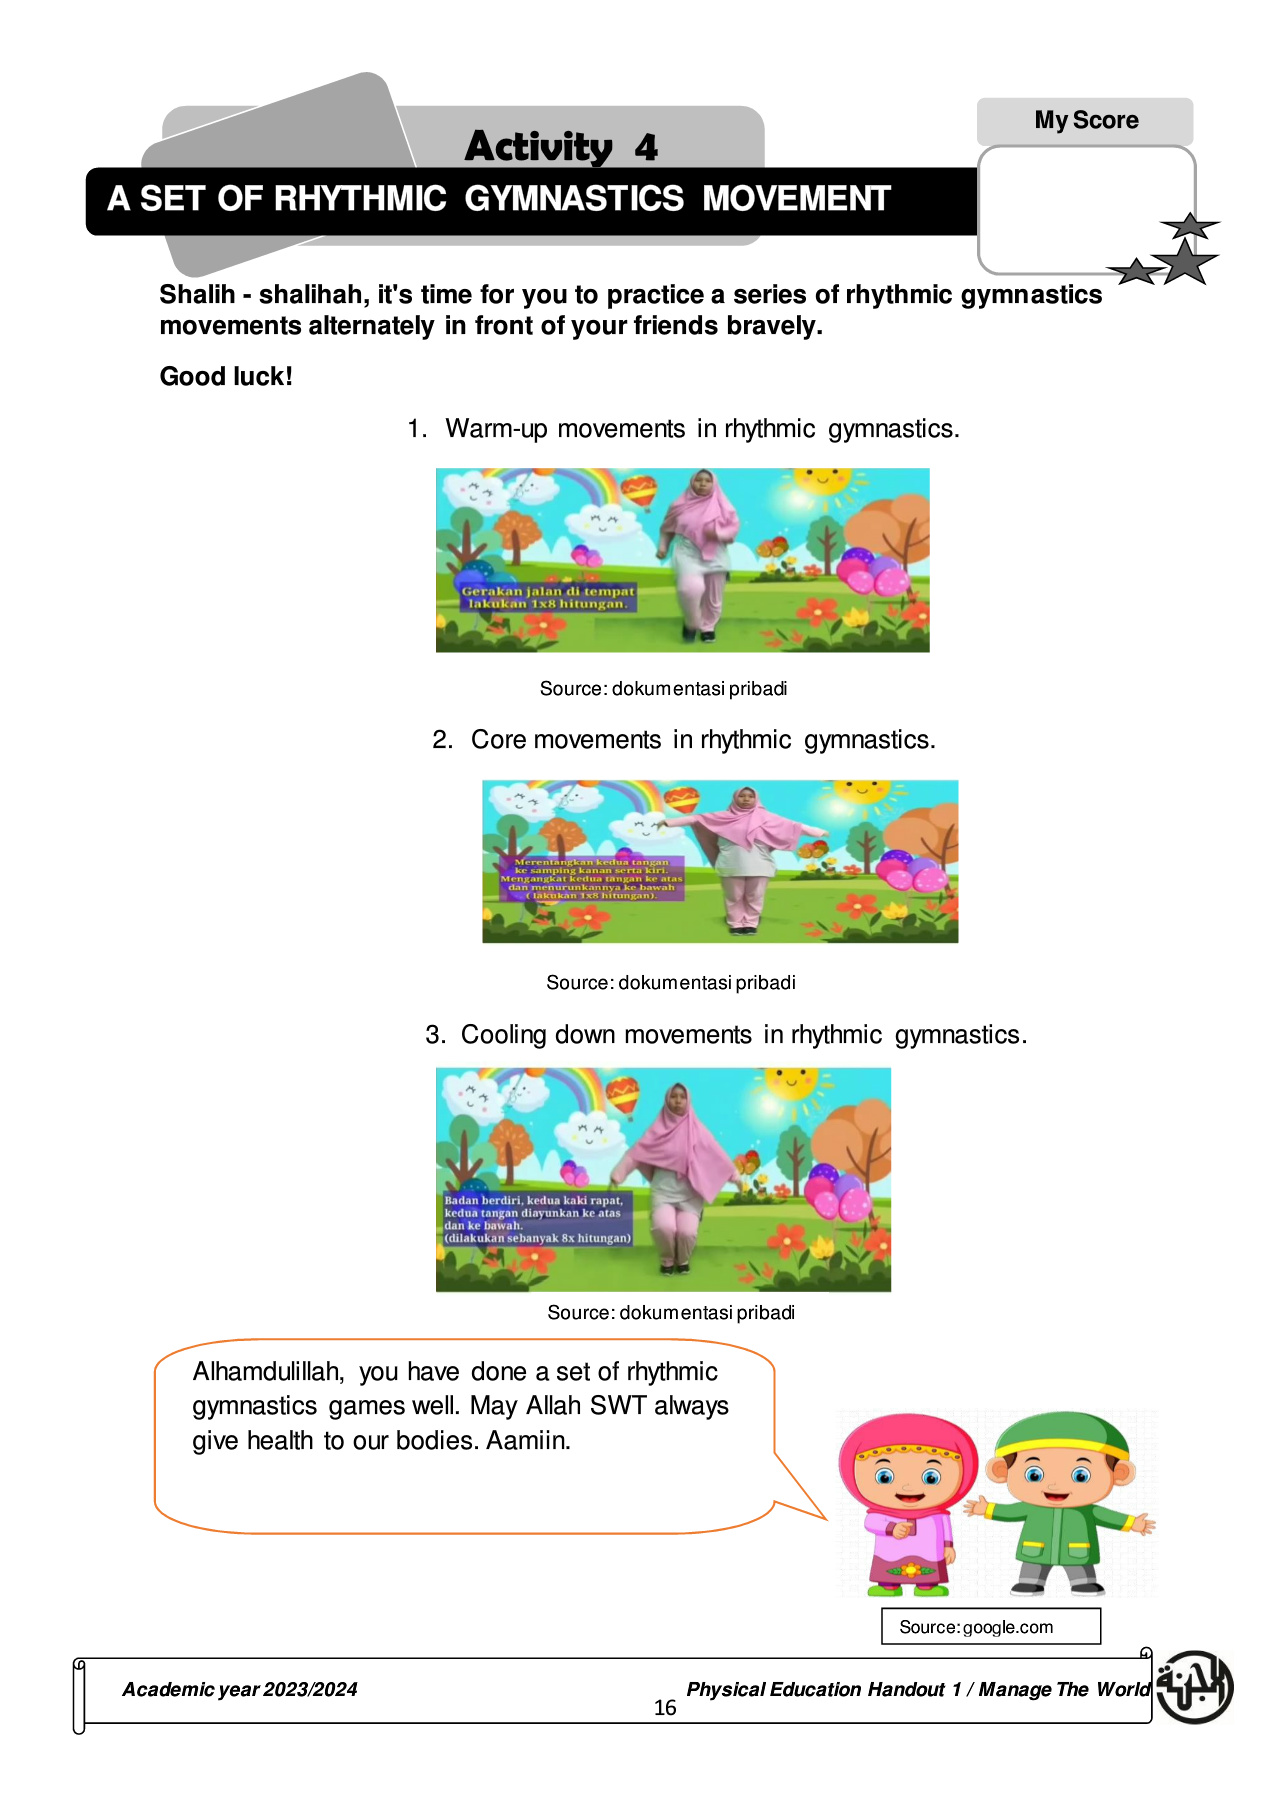 Activity 4
My Score
A SET OF RHYTHMIC GYMNASTICS MOVEMENT
Shalih - shalihah, it's time for you to practice a series of rhythmic gymnastics
movements alternately in front of your friends bravely.
Good luck!
1. Warm-up movements in rhythmic gymnastics.
Gerakan jalan di tempat
lakukan 1x8 hitungan.
Source: dokumentasi pribadi
2. Core movements in rhythmic gymnastics.
Merentangkan kedua tangan
ke samping kanan serta kiri.
Mengangkat kedua tangan ke atas
dan menurunkannya ke bawah
( lakukan 1x8 hitungan).
Source: dokumentasi pribadi
3. Cooling down movements in rhythmic gymnastics.
Badan berdiri, kedua kaki rapat,
kedua tangan diayunkan ke atas
dan ke bawah.
(dilakukan sebanyak 8x hitungan)
Source: dokumentasi pribadi
Alhamdulillah, you have done a set of rhythmic
gymnastics games well. May Allah SWT always
give health to our bodies. Aamiin.
Source: google.com
Academic year 2023/2024
Physical Education Handout 1 / Manage The World
16